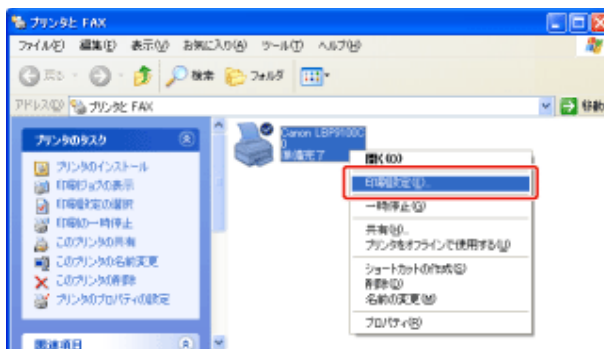 プリンタと FAX
ファイル(F) 編集(E) 表示(V) お気に入り(A) ツール(T) ヘルプ(H)
戻る 検索 フォルダ
アドレス(D) プリンタと FAX 移動
プリンタのタスク
プリンタのインストール
印刷ジョブの表示
印刷設定の選択
印刷の一時停止
このプリンタの共有
このプリンタの名前変更
このプリンタの削除
プリンタのプロパティの設定
関連項目
Canon LBP9100C
0
準備完了
開く(O)
印刷設定(E)...
一時停止(G)
共有(H)...
プリンタをオフラインで使用する(U)
ショートカットの作成(S)
削除(D)
名前の変更(M)
プロパティ(R)